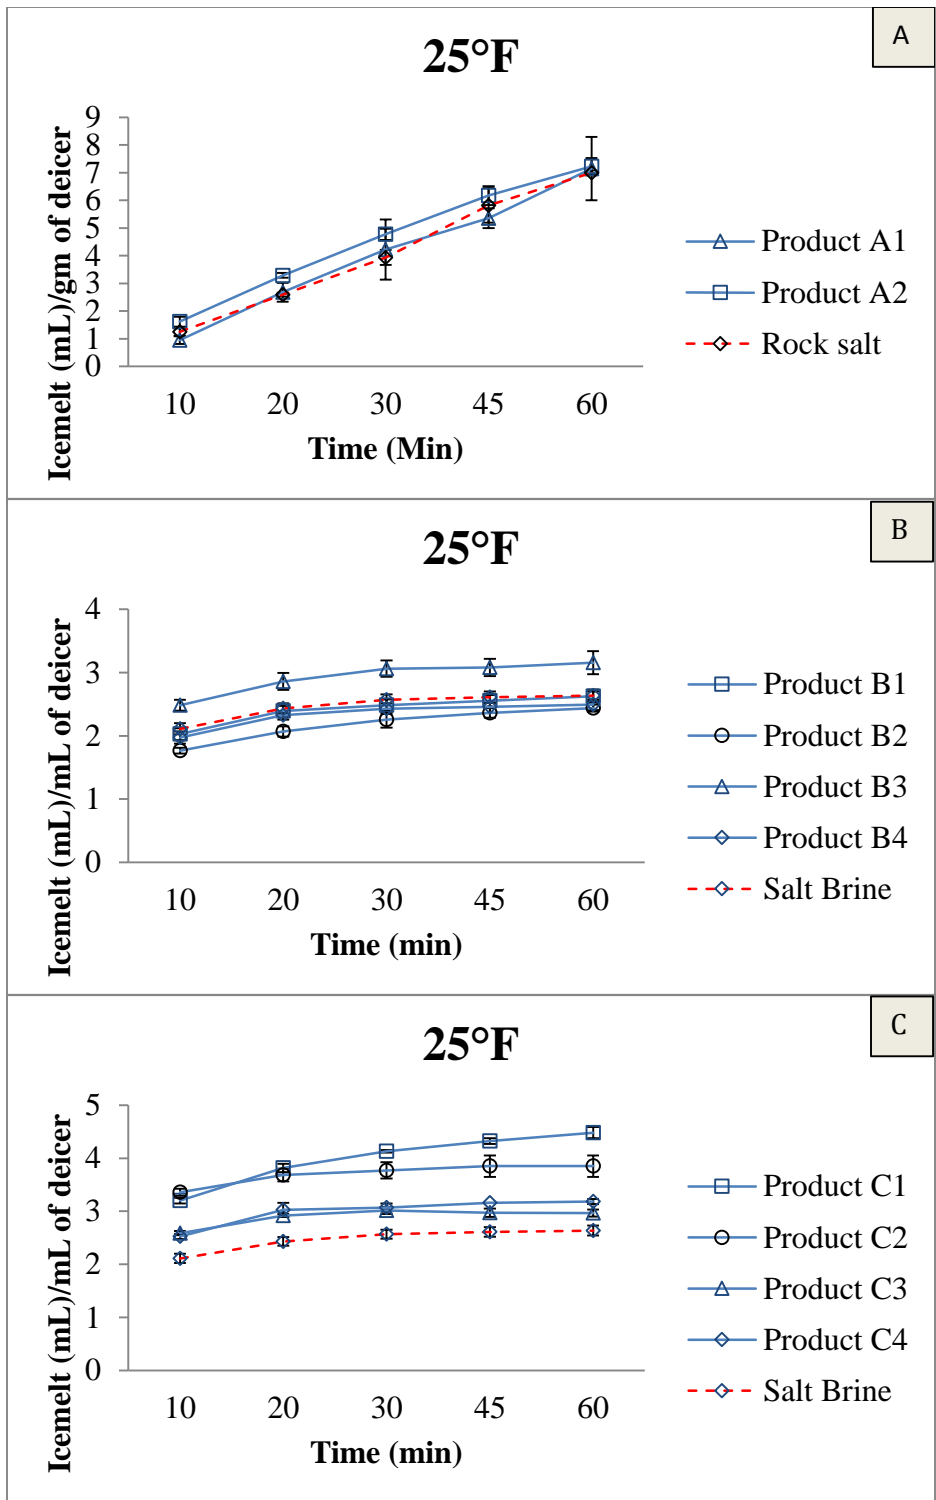 25°F
A
Icemelt (mL)/gm of deicer
9
8
7
6
5
4
3
2
1
0
10 20 30 45 60
Time (Min)
Product A1
Product A2
Rock salt
25°F
B
Icemelt (mL)/mL of deicer
4
3
2
1
0
10 20 30 45 60
Time (min)
Product B1
Product B2
Product B3
Product B4
Salt Brine
25°F
C
Icemelt (mL)/mL of deicer
5
4
3
2
1
0
10 20 30 45 60
Time (min)
Product C1
Product C2
Product C3
Product C4
Salt Brine